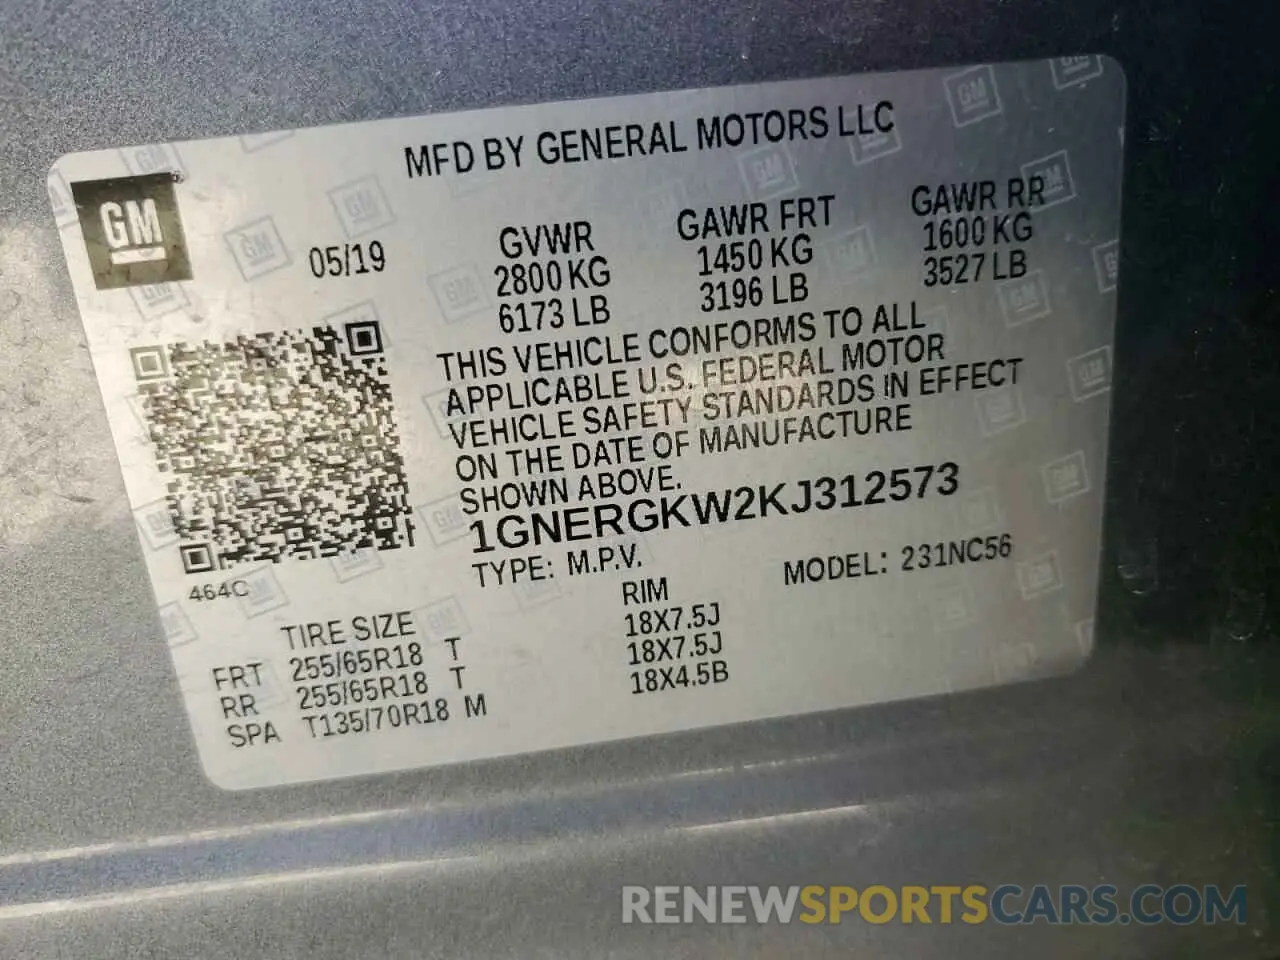 MFD BY GENERAL MOTORS LLC
GM
05/19
GVWR GAWR FRT GAWR RR
2800 KG 1450 KG 1600 KG
6173 LB 3196 LB 3527 LB
THIS VEHICLE CONFORMS TO ALL
APPLICABLE U.S. FEDERAL MOTOR
VEHICLE SAFETY STANDARDS IN EFFECT
ON THE DATE OF MANUFACTURE
SHOWN ABOVE.
1GNERGKW2KJ312573
TYPE: M.P.V. MODEL: 231NC56
464C
TIRE SIZE RIM
FRT 255/65R18 T 18X7.5J
RR 255/65R18 T 18X7.5J
SPA T135/70R18 M 18X4.5B
RENEWSPORTSCARS.COM